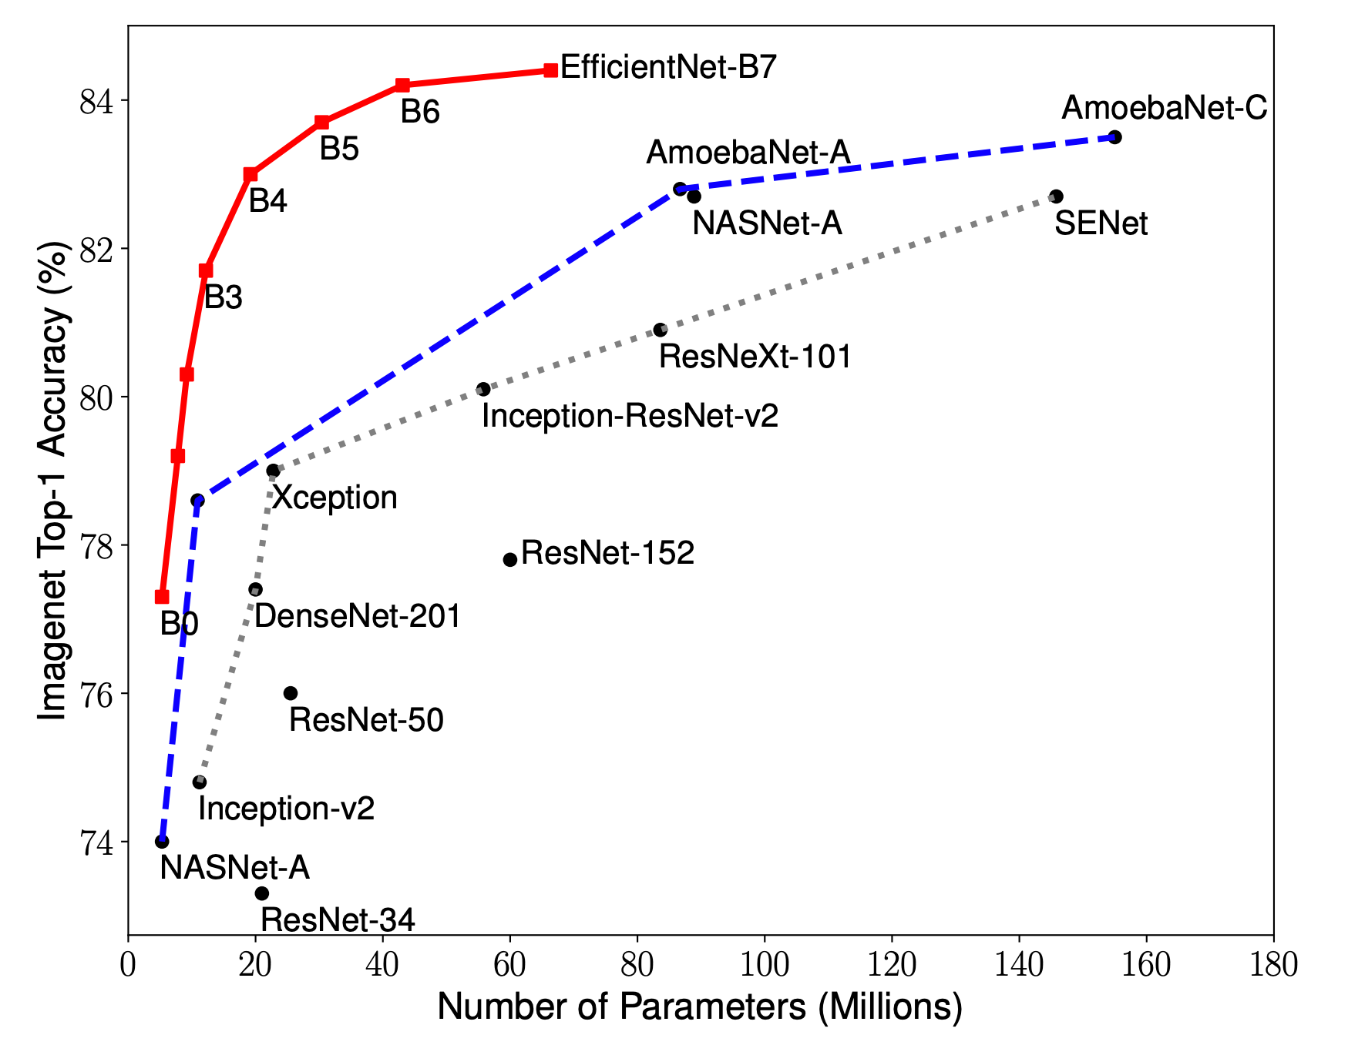 EfficientNet-B7
84
B6
AmoebaNet-C
B5
AmoebaNet-A
B4
NASNet-A
SENet
82
B3
ResNeXt-101
80
Inception-ResNet-v2
Xception
78
ResNet-152
B0
DenseNet-201
76
ResNet-50
Inception-v2
74
NASNet-A
ResNet-34
Imagenet Top-1 Accuracy (%)
0 20 40 60 80 100 120 140 160 180
Number of Parameters (Millions)